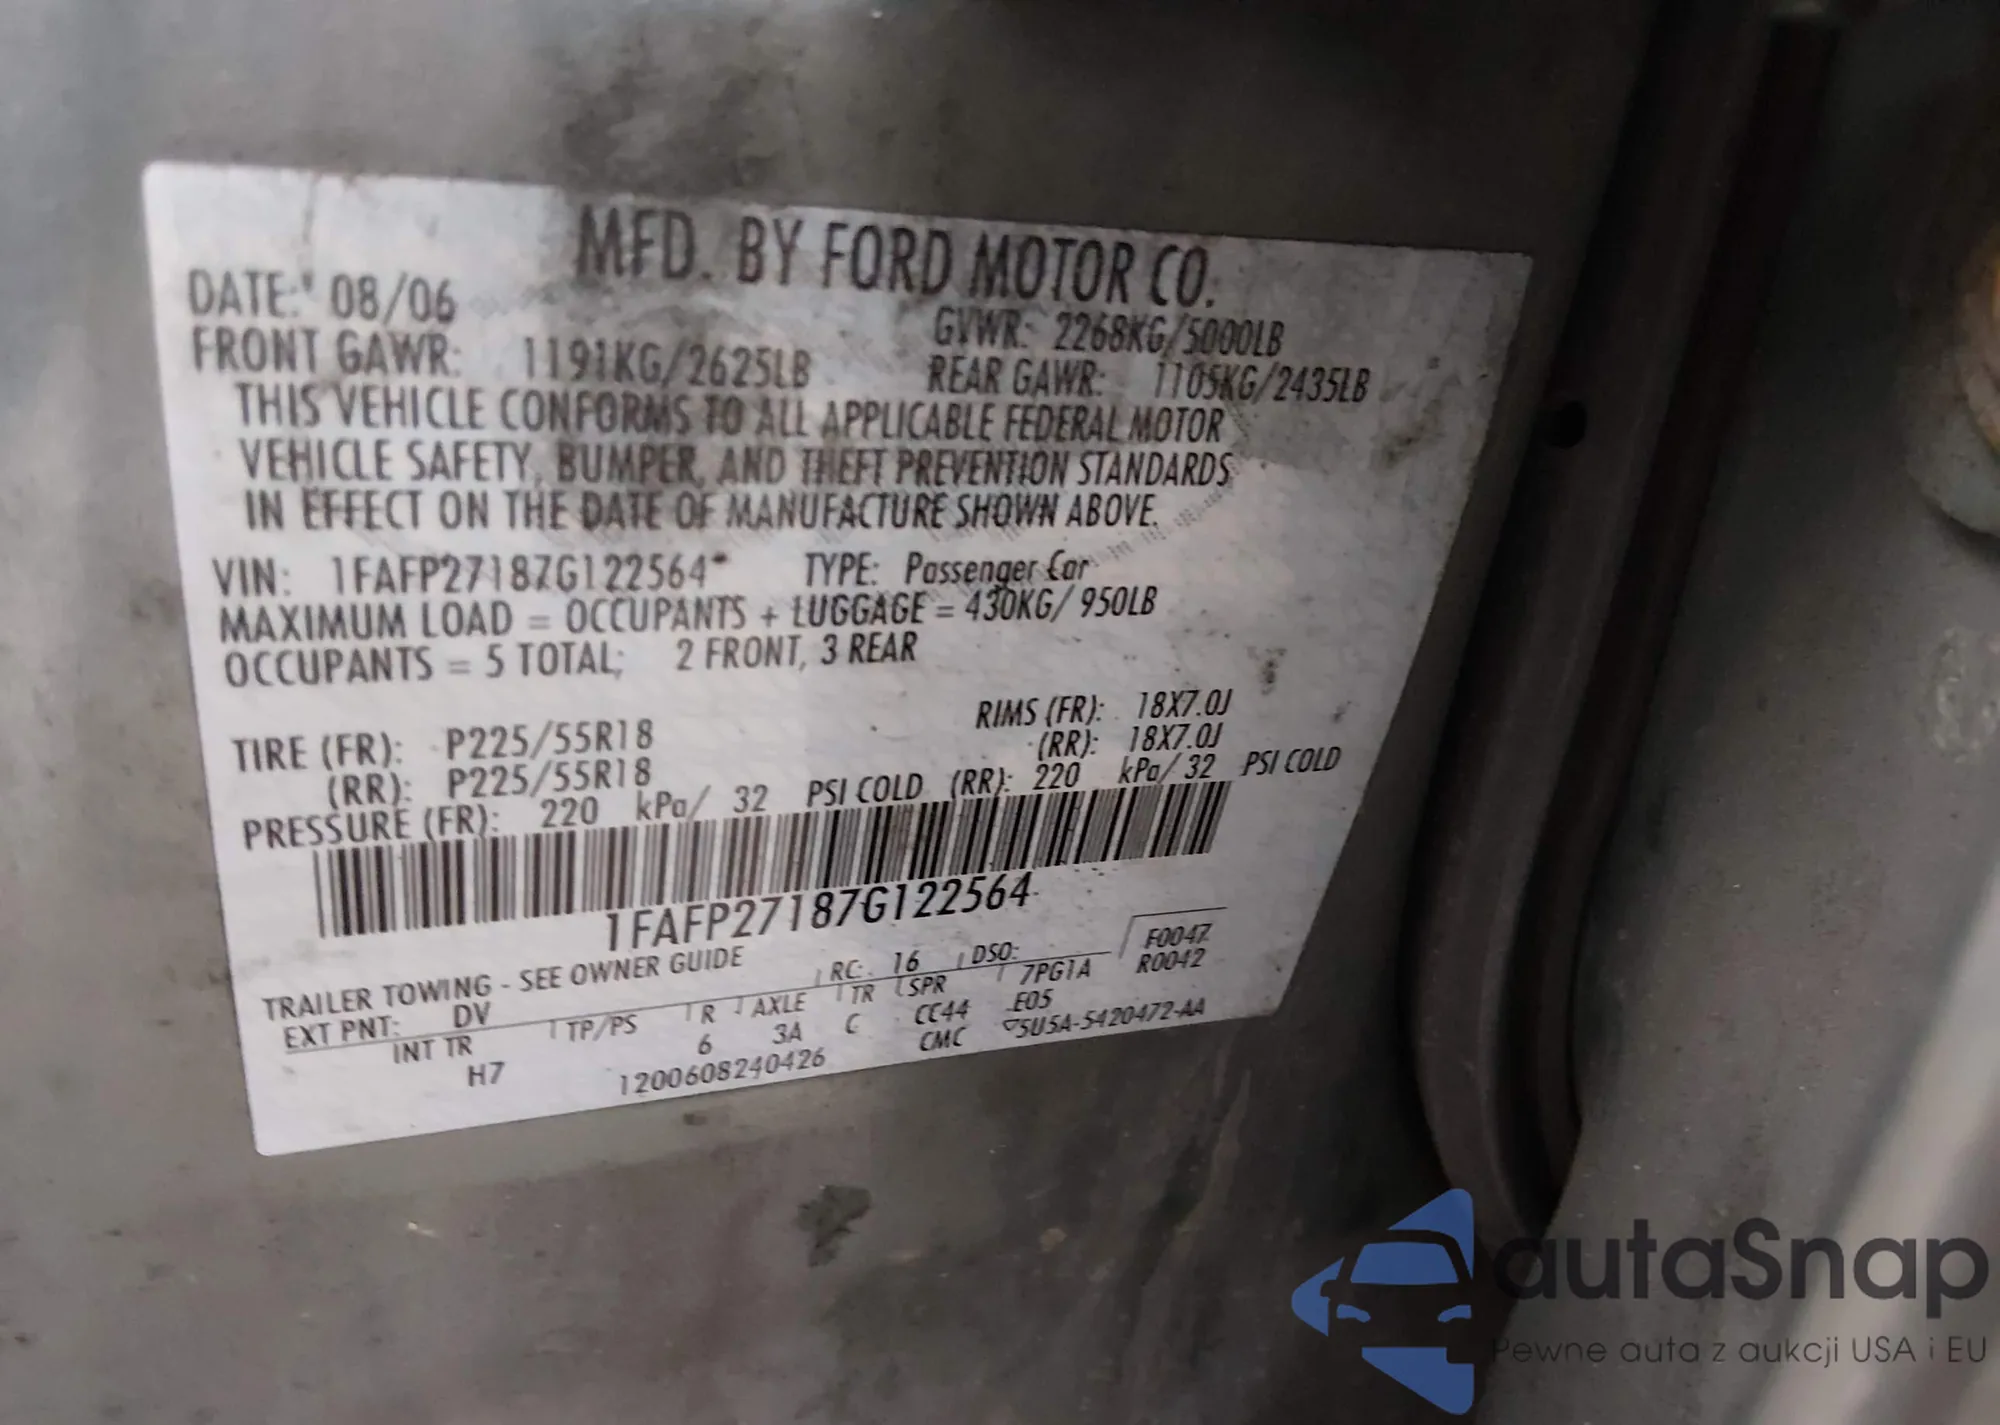 MFD. BY FORD MOTOR CO.
DATE: 08/06 GVWR: 2268KG/5000LB
FRONT GAWR: 1191KG/2625LB REAR GAWR: 1105KG/2435LB
THIS VEHICLE CONFORMS TO ALL APPLICABLE FEDERAL MOTOR
VEHICLE SAFETY, BUMPER, AND THEFT PREVENTION STANDARDS
IN EFFECT ON THE DATE OF MANUFACTURE SHOWN ABOVE.
VIN: 1FAFP27187G122564* TYPE: Passenger Car
MAXIMUM LOAD = OCCUPANTS + LUGGAGE = 430KG/ 950LB
OCCUPANTS = 5 TOTAL; 2 FRONT, 3 REAR
TIRE (FR): P225/55R18 RIMS (FR): 18X7.0J
(RR): P225/55R18 (RR): 18X7.0J
PRESSURE (FR): 220 kPa/ 32 PSI COLD (RR): 220 kPa/ 32 PSI COLD
1FAFP27187G122564
TRAILER TOWING - SEE OWNER GUIDE
EXT PNT: DV RC: 16 DSO: F0047
INT TR TP/PS R AXLE TR SPR 7PG1A R0042
H7 6 3A C CC44 E05
1200608240426 CMC 5U5A-5420472-AA
autaSnap
Pewne auta z aukcji USA i EU